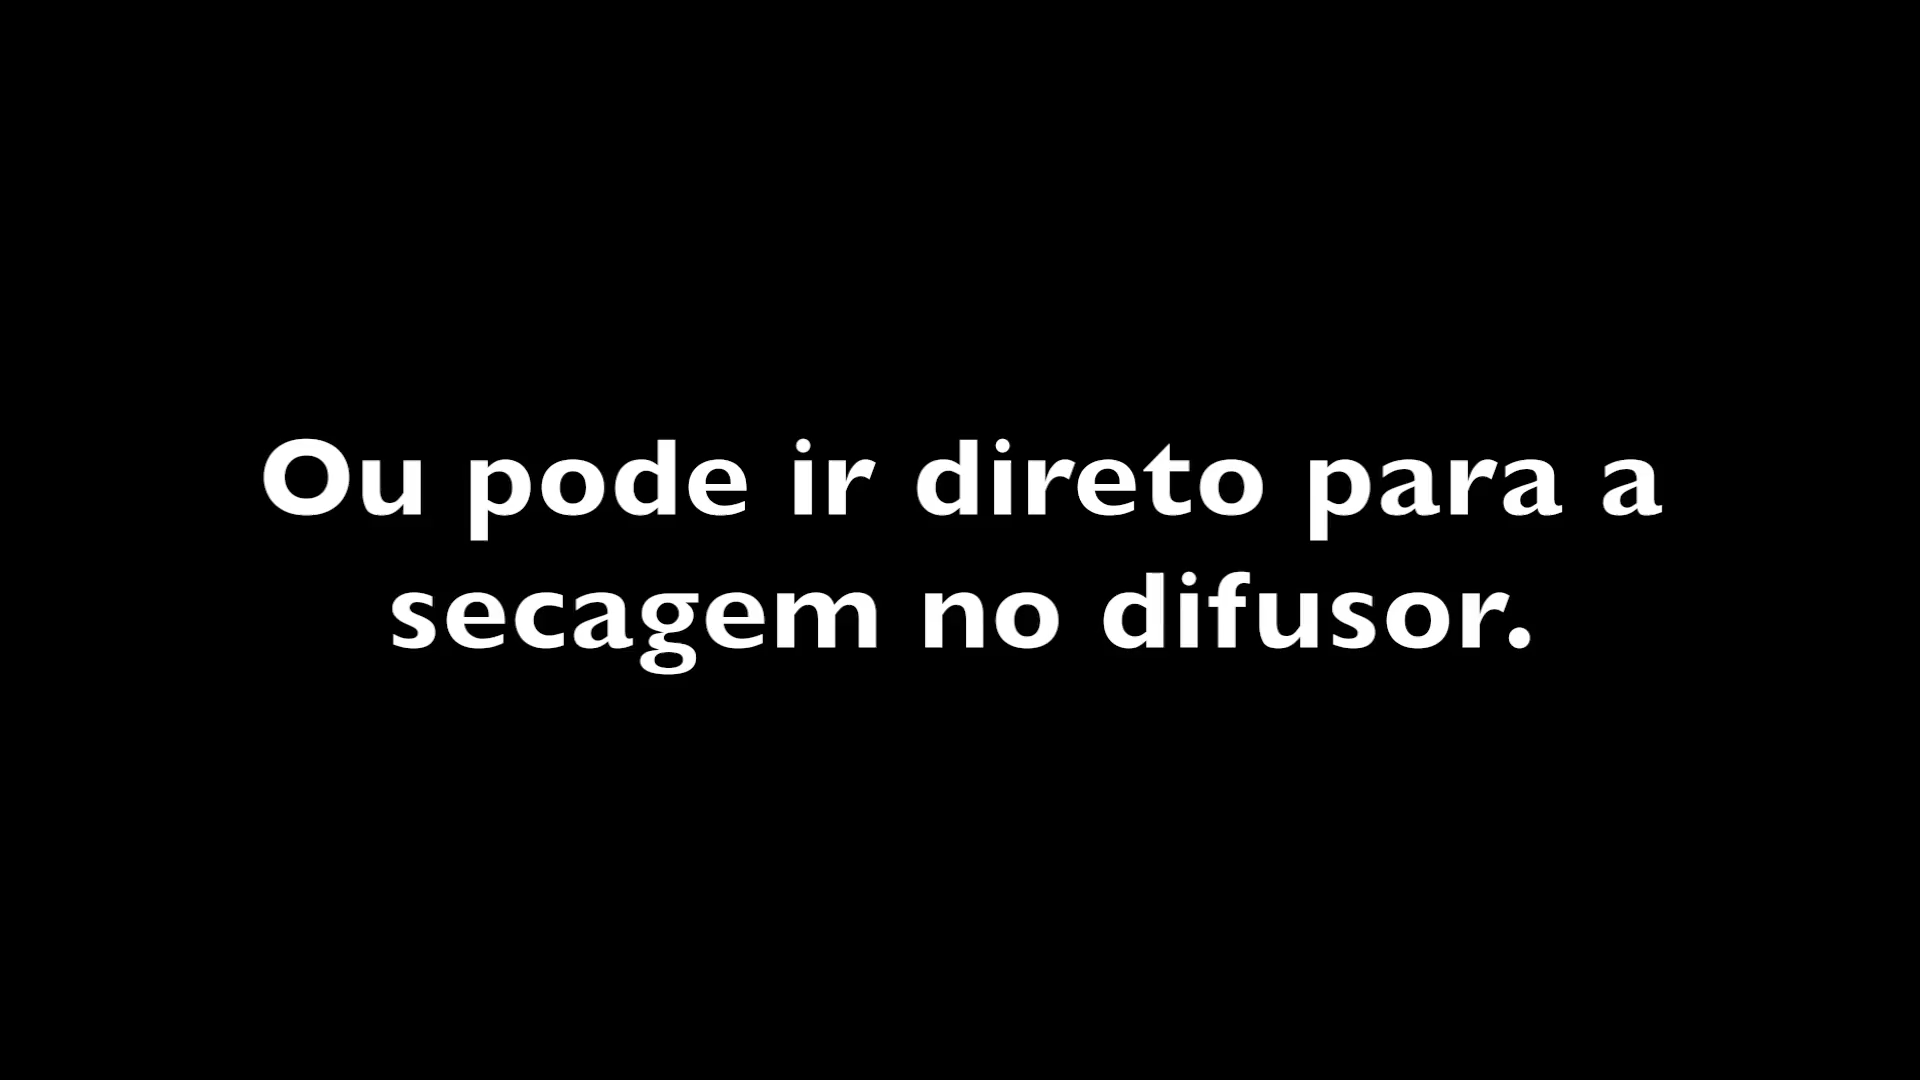 Ou pode ir direto para a
secagem no difusor.